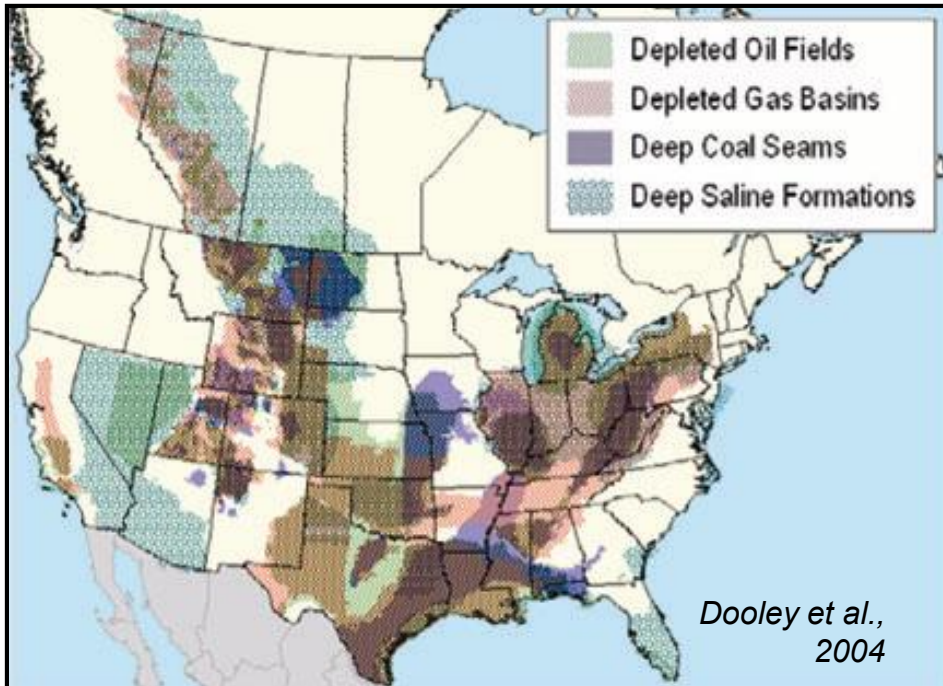 Depleted Oil Fields
Depleted Gas Basins
Deep Coal Seams
Deep Saline Formations
Dooley et al.,
2004